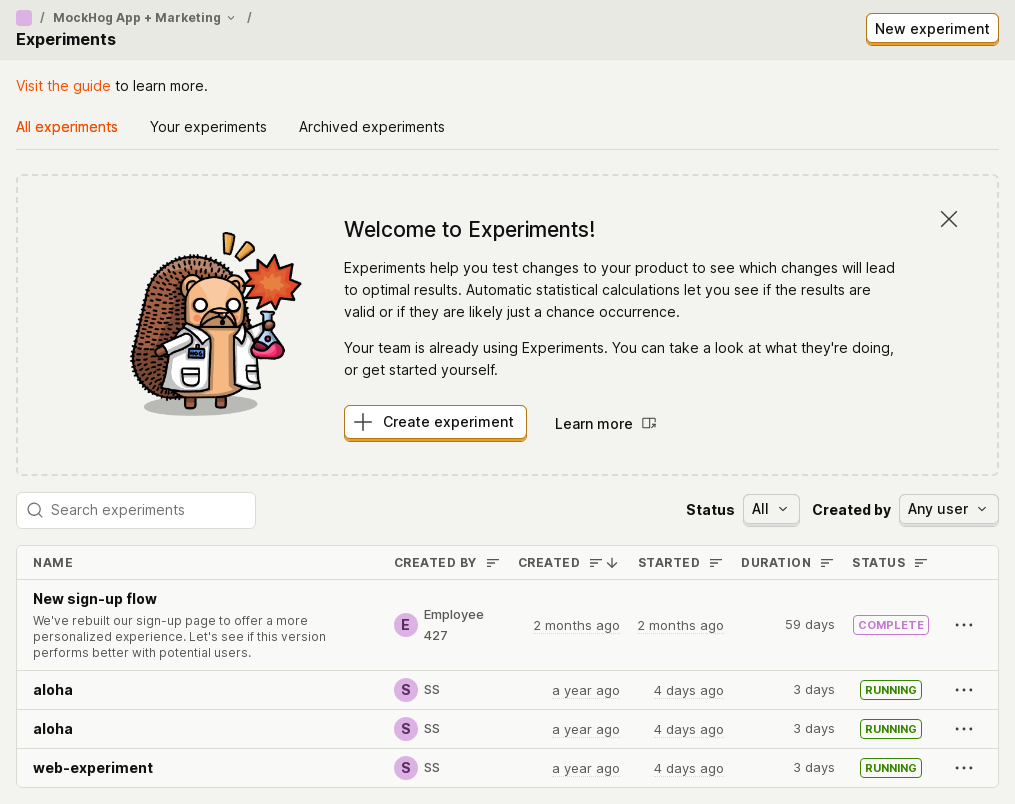 / MockHog App + Marketing /
Experiments
New experiment
Visit the guide to learn more.
All experiments Your experiments Archived experiments
Welcome to Experiments!
Experiments help you test changes to your product to see which changes will lead
to optimal results. Automatic statistical calculations let you see if the results are
valid or if they are likely just a chance occurrence.
Your team is already using Experiments. You can take a look at what they're doing,
or get started yourself.
Create experiment Learn more
Search experiments Status All Created by Any user
NAME CREATED BY CREATED STARTED DURATION STATUS
New sign-up flow
We've rebuilt our sign-up page to offer a more
personalized experience. Let's see if this version
performs better with potential users.
E Employee
427
2 months ago 2 months ago 59 days COMPLETE
aloha S SS a year ago 4 days ago 3 days RUNNING
aloha S SS a year ago 4 days ago 3 days RUNNING
web-experiment S SS a year ago 4 days ago 3 days RUNNING